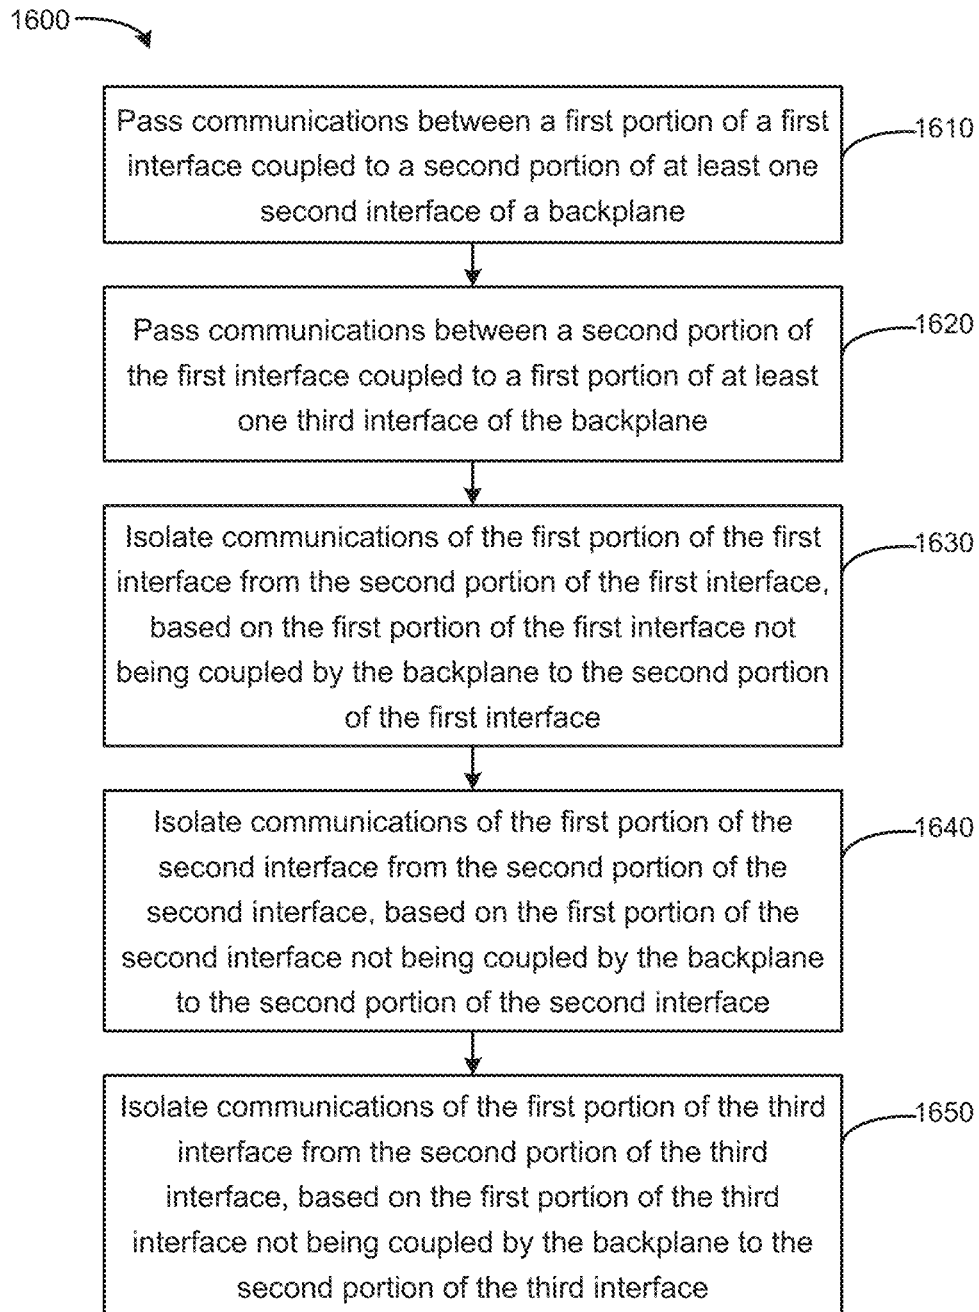 1600
Pass communications between a first portion of a first
interface coupled to a second portion of at least one
second interface of a backplane
1610
Pass communications between a second portion of
the first interface coupled to a first portion of at least
one third interface of the backplane
1620
Isolate communications of the first portion of the first
interface from the second portion of the first interface,
based on the first portion of the first interface not
being coupled by the backplane to the second portion
of the first interface
1630
Isolate communications of the first portion of the
second interface from the second portion of the
second interface, based on the first portion of the
second interface not being coupled by the backplane
to the second portion of the second interface
1640
Isolate communications of the first portion of the third
interface from the second portion of the third
interface, based on the first portion of the third
interface not being coupled by the backplane to the
second portion of the third interface
1650